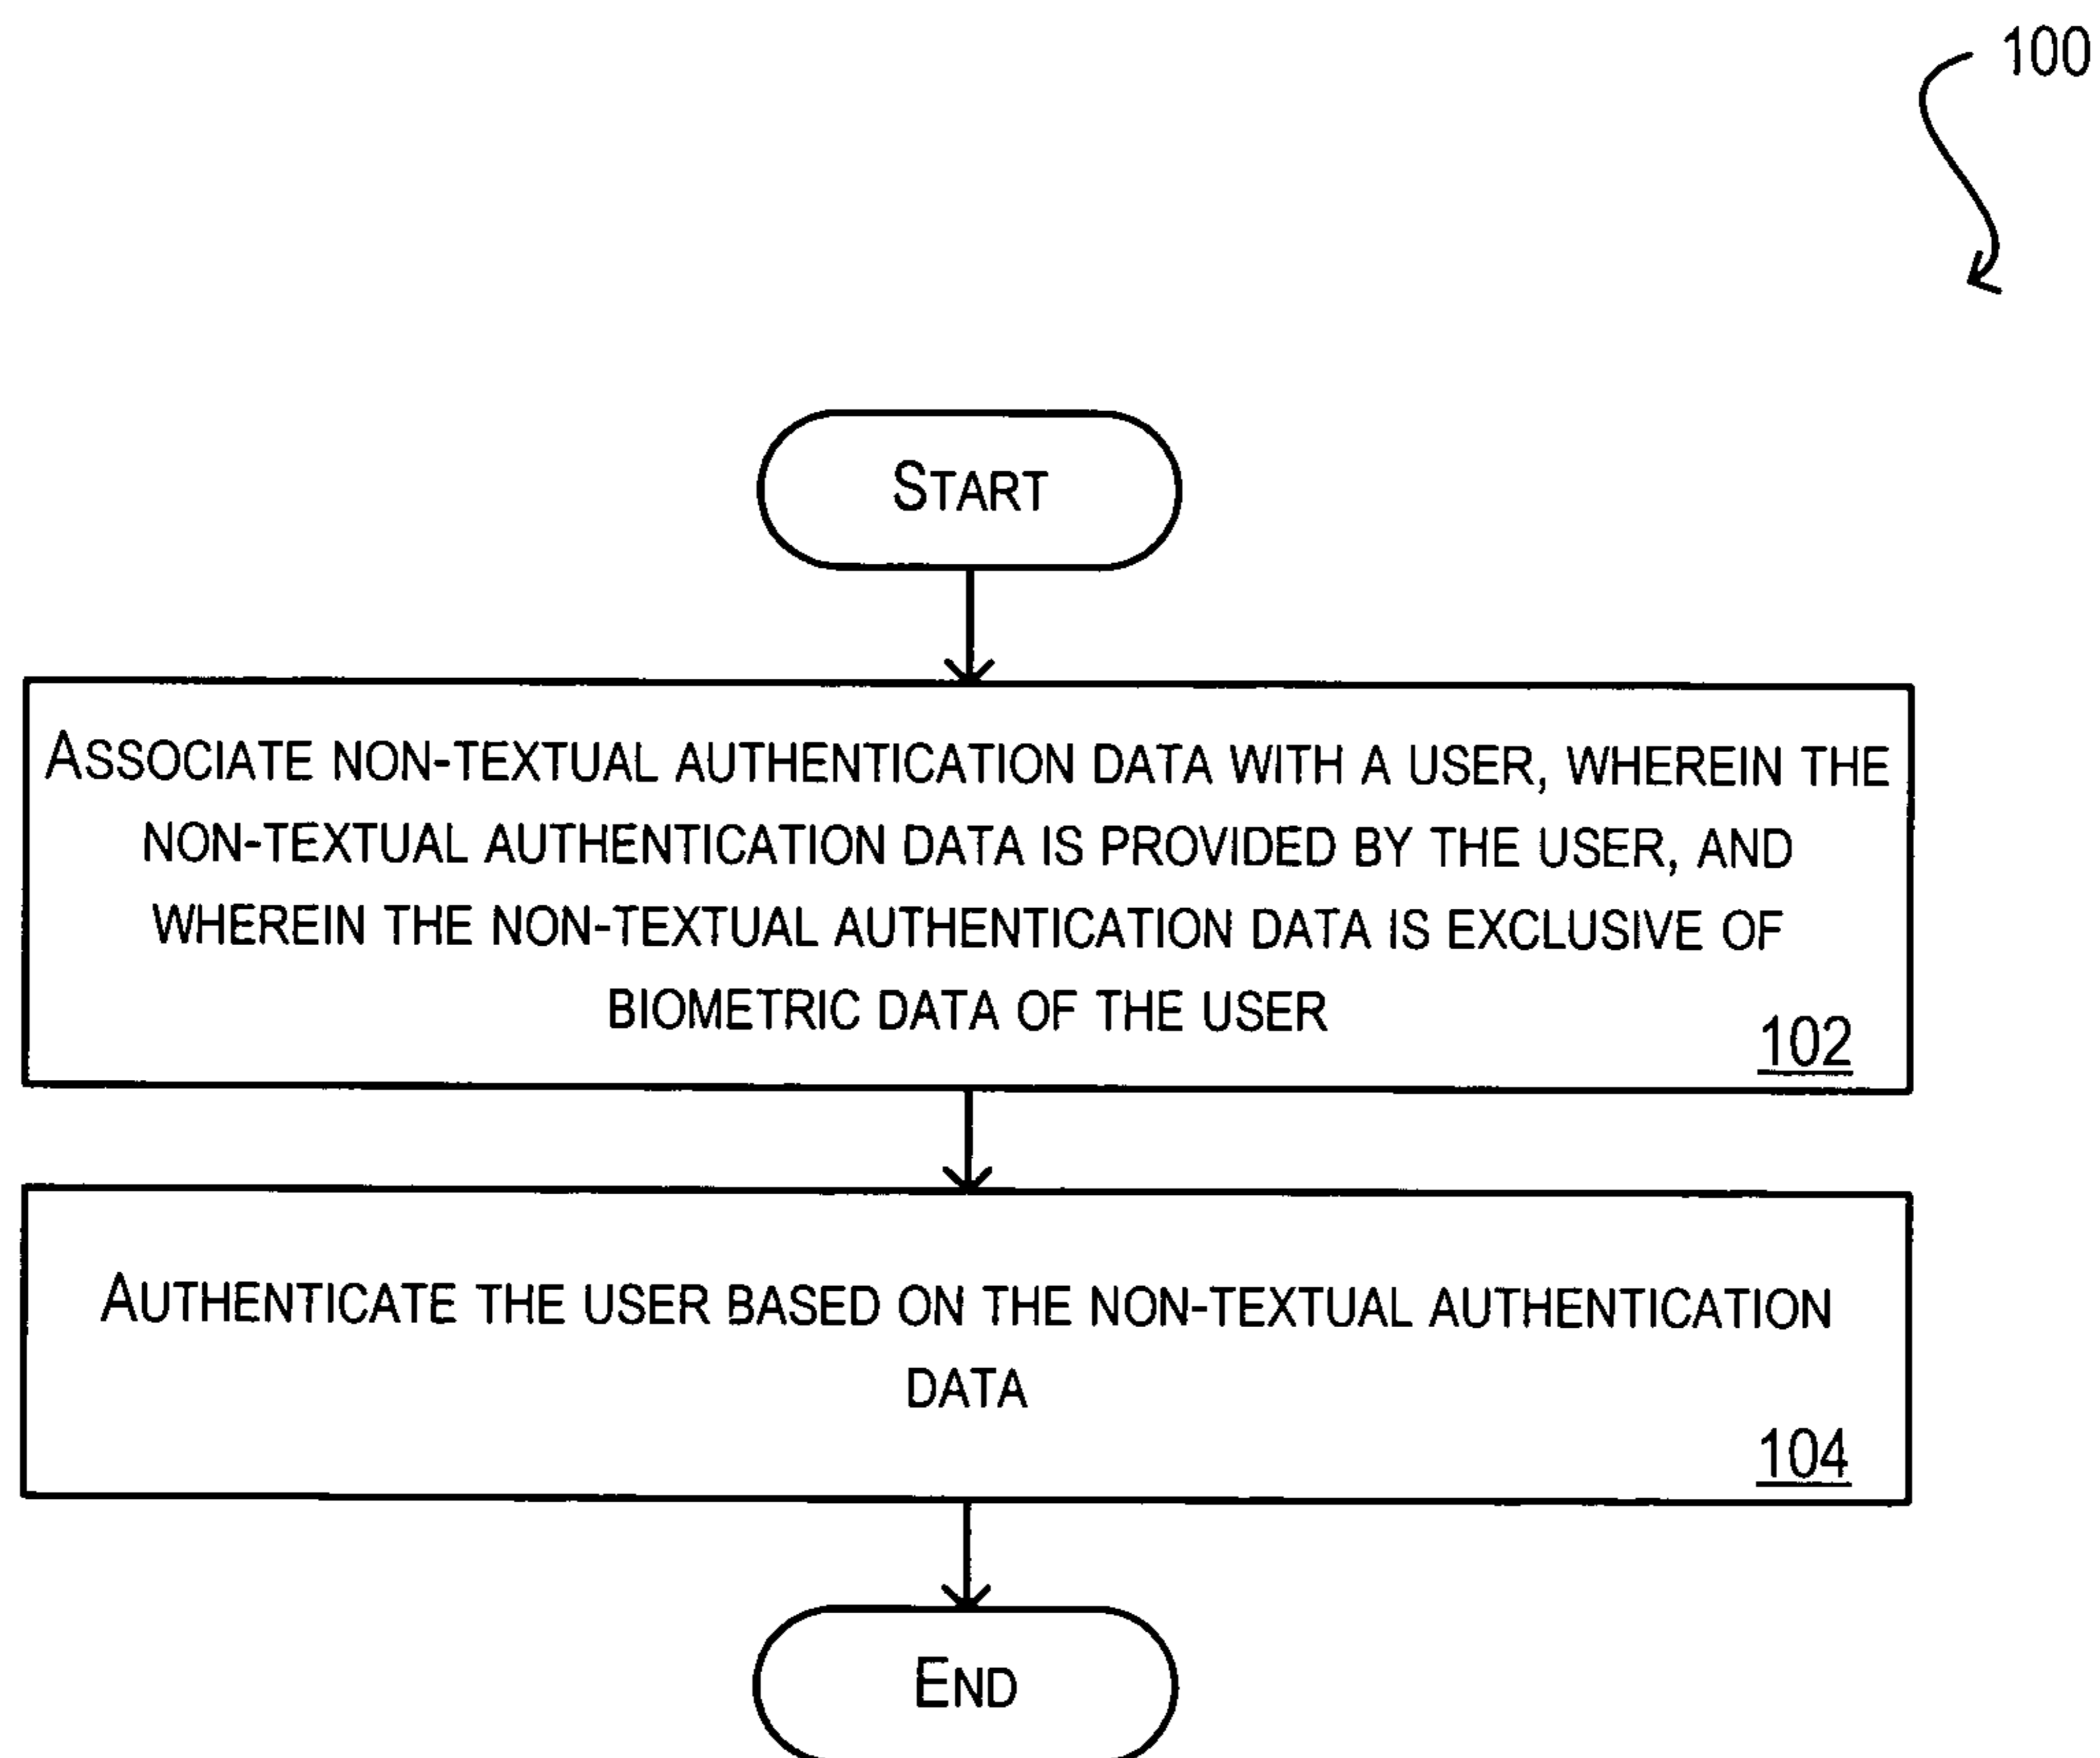 100
START
ASSOCIATE NON-TEXTUAL AUTHENTICATION DATA WITH A USER, WHEREIN THE
NON-TEXTUAL AUTHENTICATION DATA IS PROVIDED BY THE USER, AND
WHEREIN THE NON-TEXTUAL AUTHENTICATION DATA IS EXCLUSIVE OF
BIOMETRIC DATA OF THE USER
102
AUTHENTICATE THE USER BASED ON THE NON-TEXTUAL AUTHENTICATION
DATA
104
END